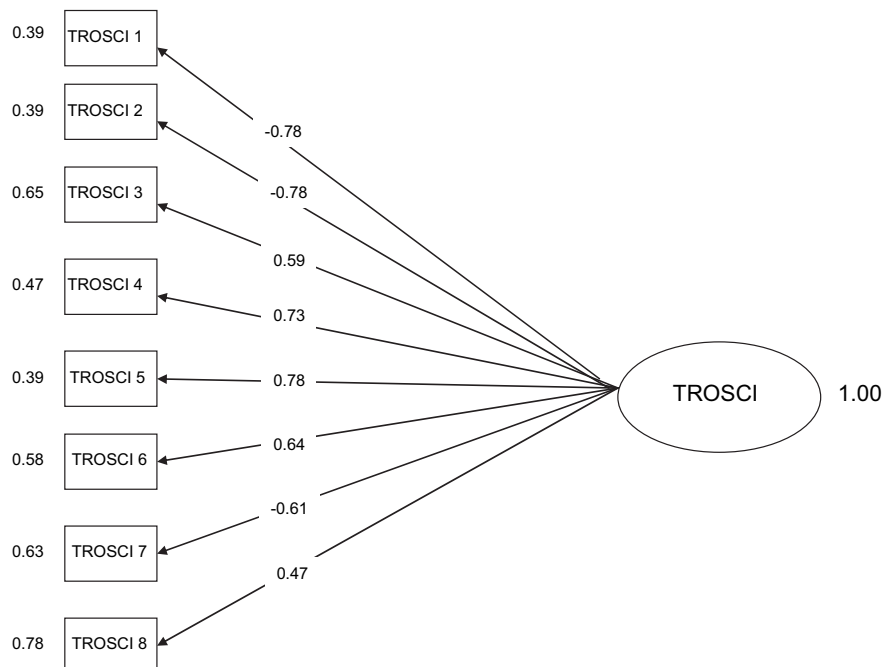 0.39 TROSCI 1
0.39 TROSCI 2
-0.78
0.65 TROSCI 3
-0.78
0.59
0.47 TROSCI 4
0.73
0.39 TROSCI 5
0.78
TROSCI 1.00
0.58 TROSCI 6
0.64
-0.61
0.63 TROSCI 7
0.47
0.78 TROSCI 8